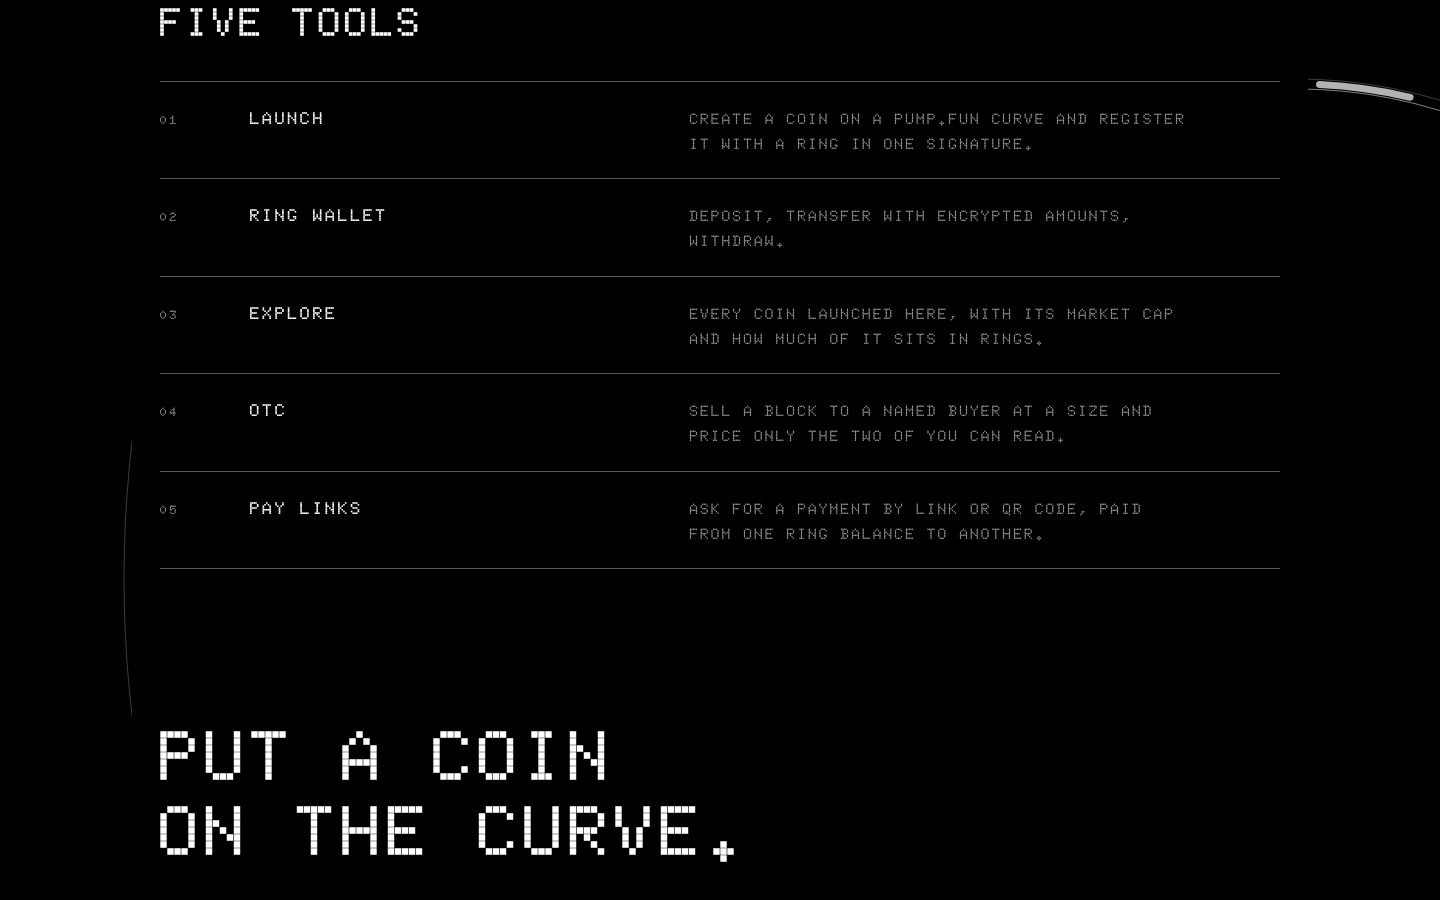 FIVE TOOLS
01 LAUNCH CREATE A COIN ON A PUMP.FUN CURVE AND REGISTER
IT WITH A RING IN ONE SIGNATURE.
02 RING WALLET DEPOSIT, TRANSFER WITH ENCRYPTED AMOUNTS,
WITHDRAW.
03 EXPLORE EVERY COIN LAUNCHED HERE, WITH ITS MARKET CAP
AND HOW MUCH OF IT SITS IN RINGS.
04 OTC SELL A BLOCK TO A NAMED BUYER AT A SIZE AND
PRICE ONLY THE TWO OF YOU CAN READ.
05 PAY LINKS ASK FOR A PAYMENT BY LINK OR QR CODE, PAID
FROM ONE RING BALANCE TO ANOTHER.
PUT A COIN
ON THE CURVE.